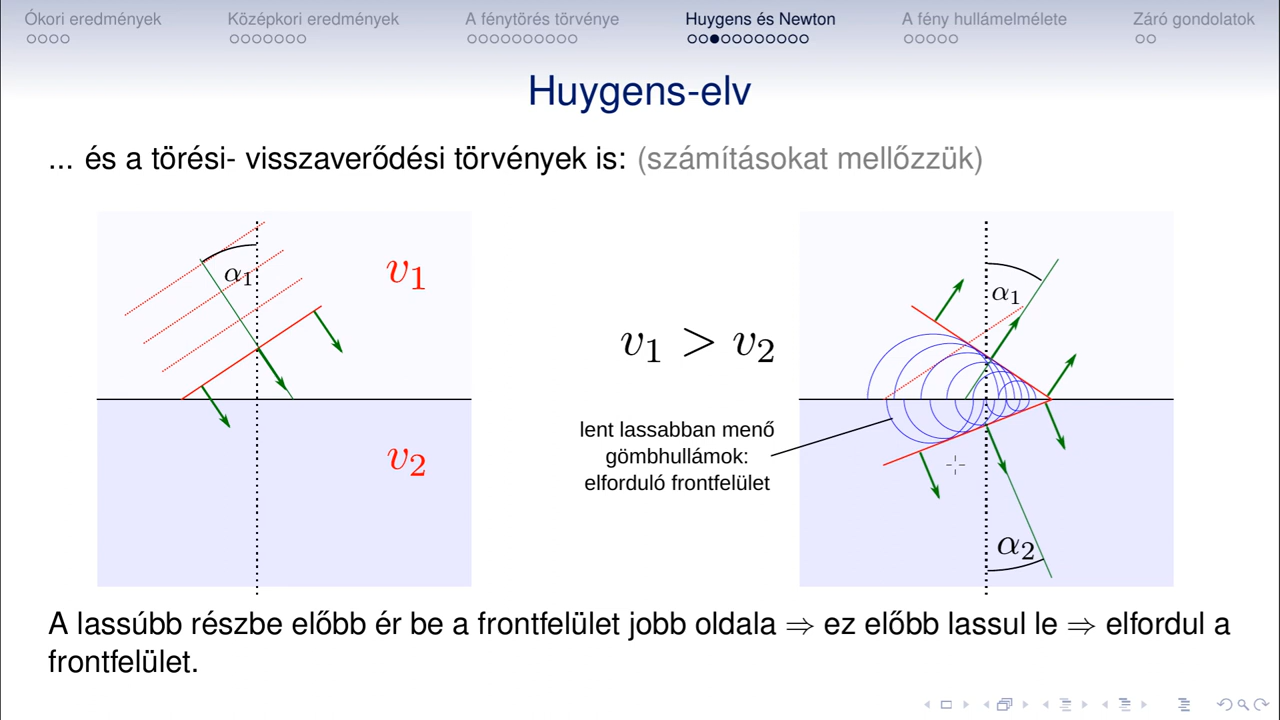 Ókori eredmények Középkori eredmények A fénytörés törvénye Huygens és Newton A fény hullámelmélete Záró gondolatok
Huygens-elv
... és a törési- visszaverődési törvények is: (számításokat mellőzzük)
α₁
v₁
v₂
v₁ > v₂
lent lassabban menő
gömbhullámok:
elforduló frontfelület
α₁
α₂
A lassúbb részbe előbb ér be a frontfelület jobb oldala ⇒ ez előbb lassul le ⇒ elfordul a
frontfelület.